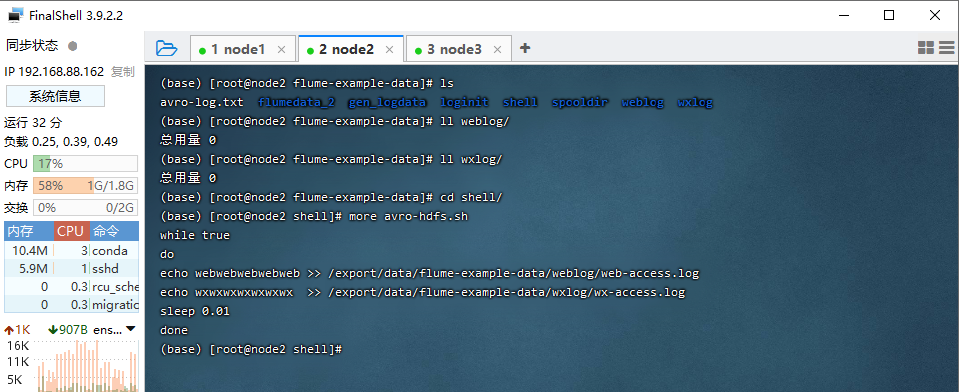 FinalShell 3.9.2.2
同步状态
IP 192.168.88.162 复制
系统信息
运行 32 分
负载 0.25, 0.39, 0.49
CPU 17%
内存 58% 1G/1.8G
交换 0% 0/2G
内存 CPU 命令
10.4M 3 conda
5.9M 1 sshd
0 0.3 rcu_sche
0 0.3 migratic
1K 907B ens...
16K
11K
5K
1 node1
2 node2
3 node3
(base) [root@node2 flume-example-data]# ls
avro-log.txt flumedata_2 gen_logdata loginit shell spooldir weblog wxlog
(base) [root@node2 flume-example-data]# ll weblog/
总用量 0
(base) [root@node2 flume-example-data]# ll wxlog/
总用量 0
(base) [root@node2 flume-example-data]# cd shell/
(base) [root@node2 shell]# more avro-hdfs.sh
while true
do
echo webwebwebwebweb >> /export/data/flume-example-data/weblog/web-access.log
echo wxwxwxwxwxwxwx >> /export/data/flume-example-data/wxlog/wx-access.log
sleep 0.01
done
(base) [root@node2 shell]#